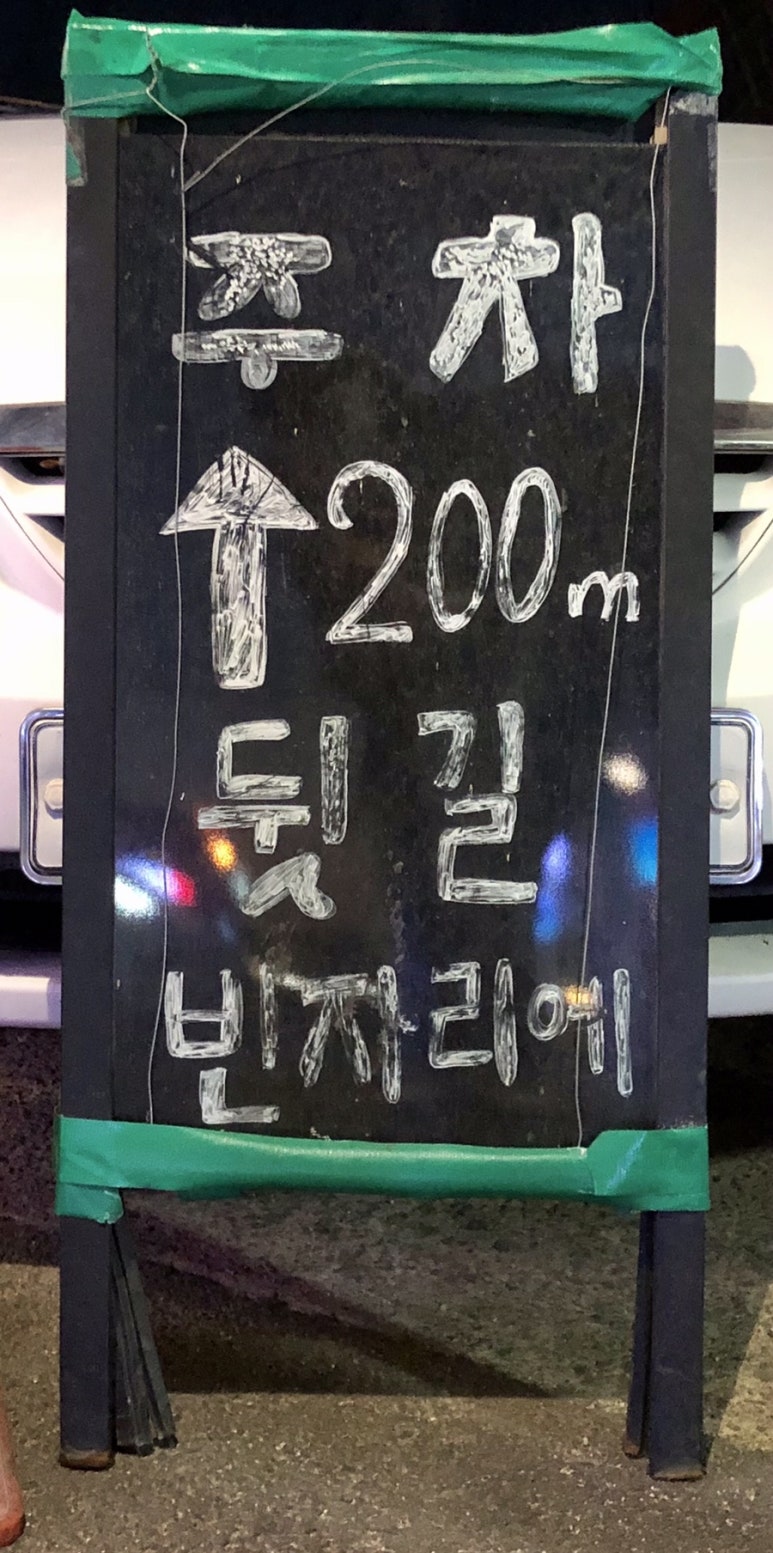 주 차
↑200m
뒷 길
빈자리에